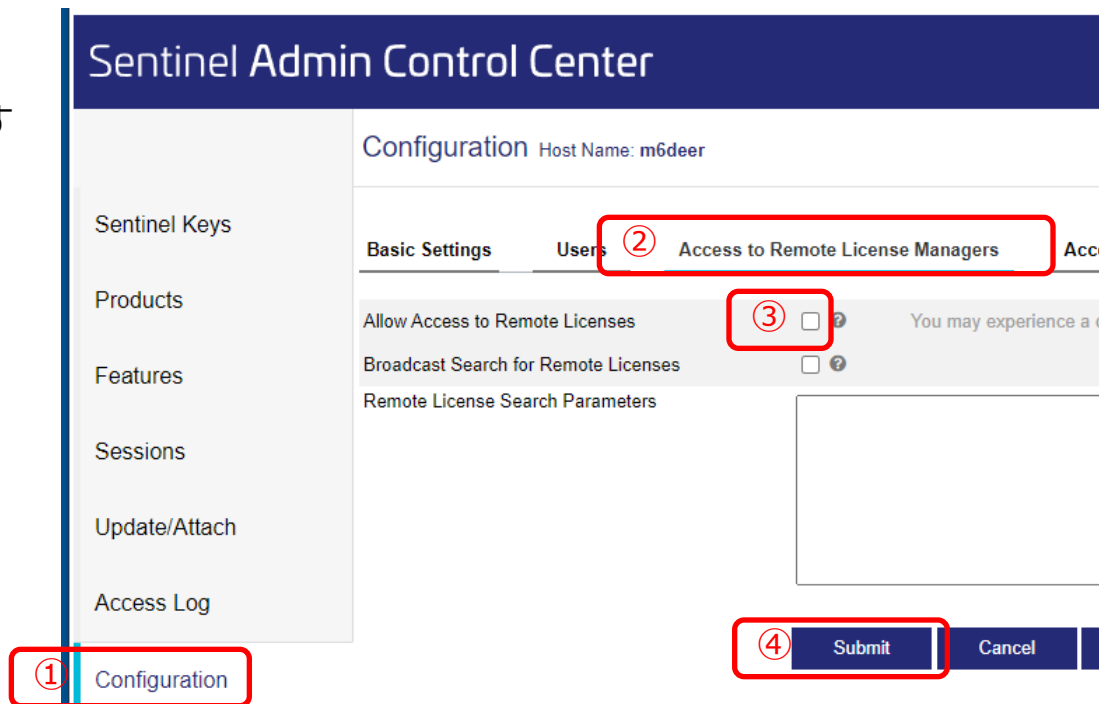 Sentinel Admin Control Center
す
Configuration Host Name: m6deer
Sentinel Keys
Basic Settings Users ② Access to Remote License Managers
Products
Allow Access to Remote Licenses ③ You may experience a
Broadcast Search for Remote Licenses
Features
Remote License Search Parameters
Sessions
Update/Attach
Access Log
④ Submit Cancel
① Configuration